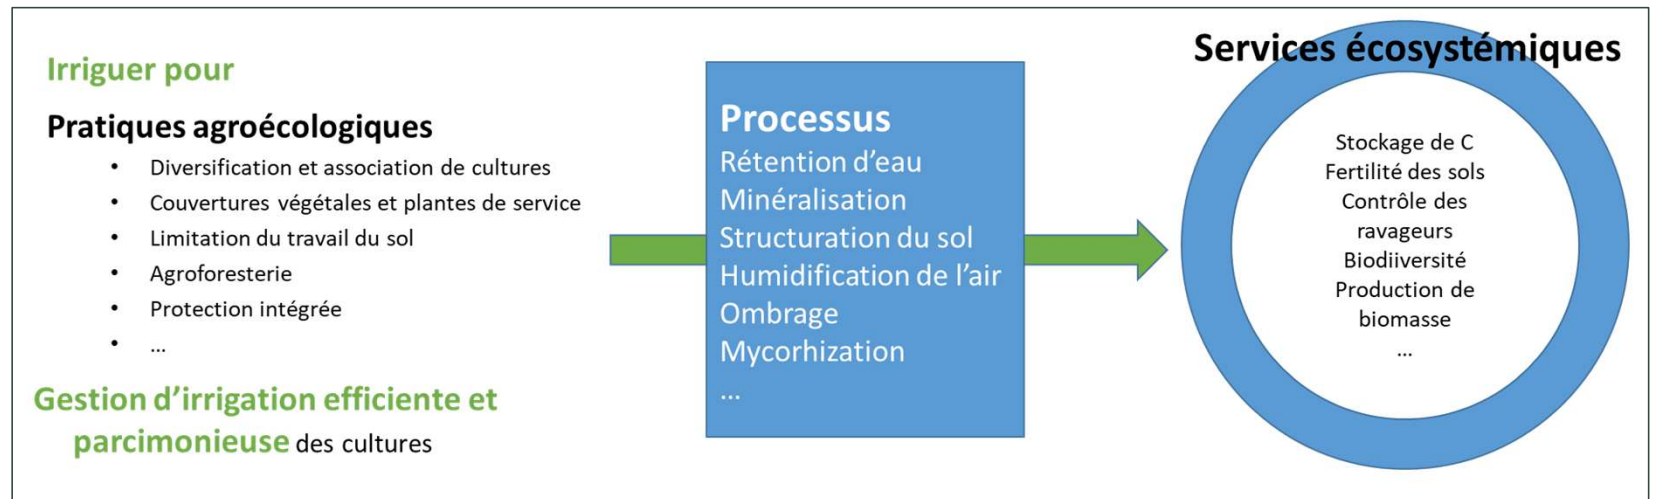 Irriguer pour
Pratiques agroécologiques
• Diversification et association de cultures
• Couvertures végétales et plantes de service
• Limitation du travail du sol
• Agroforesterie
• Protection intégrée
• ...
Gestion d’irrigation efficiente et
parcimonieuse des cultures
Processus
Rétention d’eau
Minéralisation
Structuration du sol
Humidification de l’air
Ombrage
Mycorhization
...
Services écosystémiques
Stockage de C
Fertilité des sols
Contrôle des
ravageurs
Biodiiversité
Production de
biomasse
...